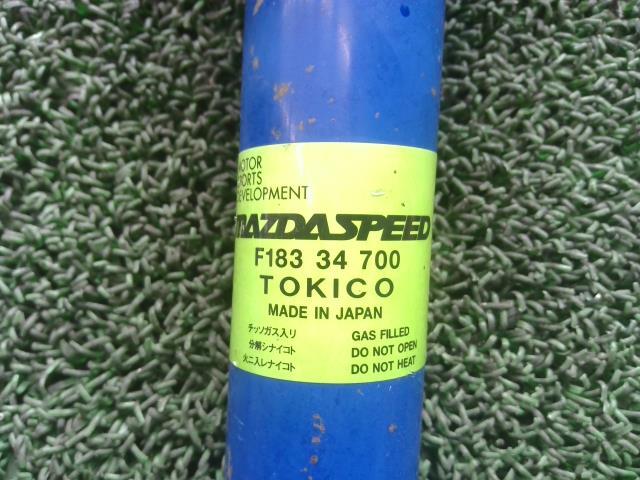 MOTOR
SPORTS
DEVELOPMENT
MAZDASPEED
F183 34 700
TOKICO
MADE IN JAPAN
チッソガス入リ GAS FILLED
分解シナイコト DO NOT OPEN
火ニ入レナイコト DO NOT HEAT